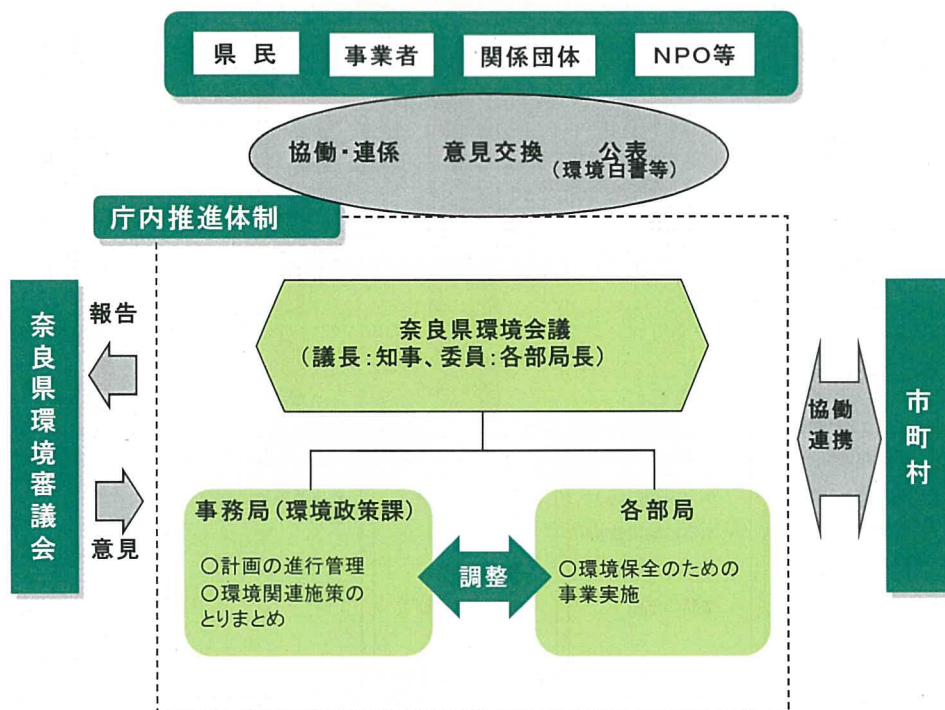 県民
事業者
関係団体
NPO等
協働・連係
意見交換
公表
(環境白書等)
庁内推進体制
奈良県環境審議会
報告
意見
奈良県環境会議
(議長:知事、委員:各部局長)
事務局(環境政策課)
○計画の進行管理
○環境関連施策の
とりまとめ
調整
各部局
○環境保全のための
事業実施
協働
連携
市町村